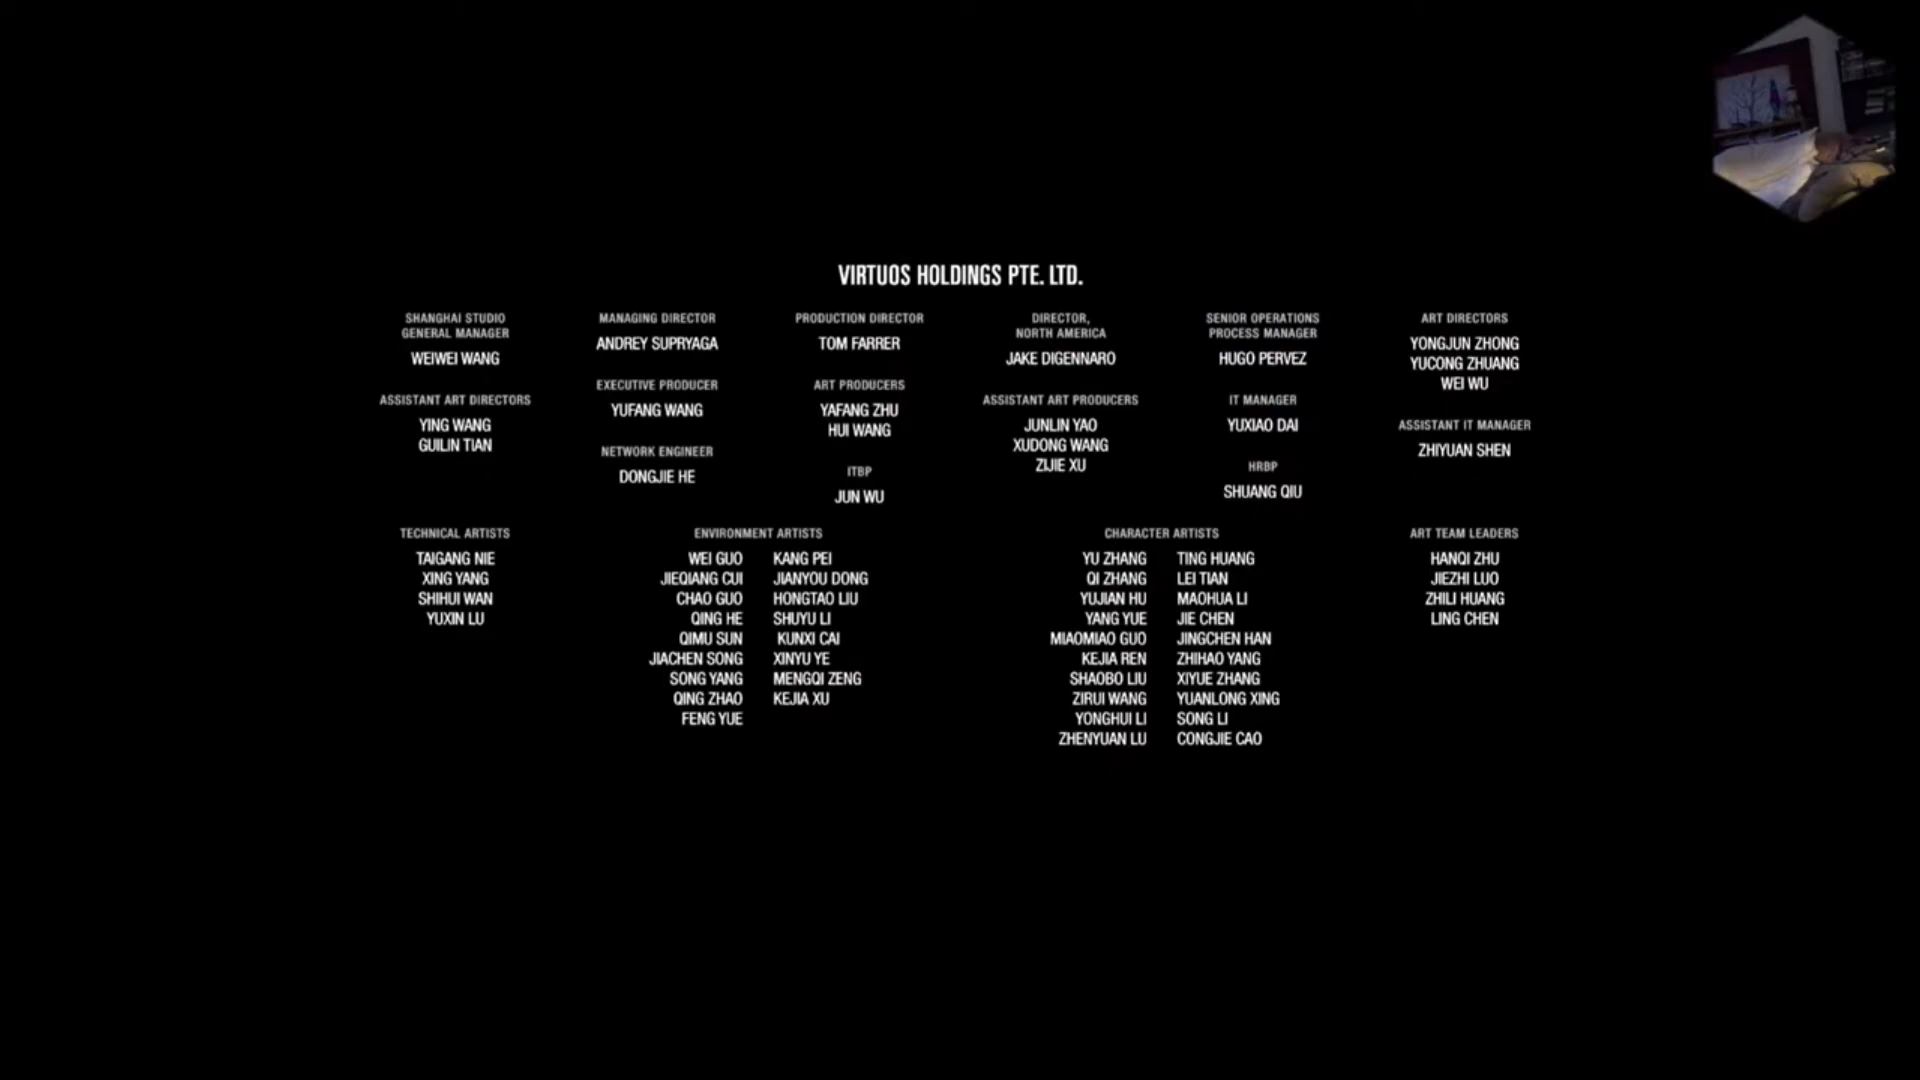 VIRTUOS HOLDINGS PTE. LTD.
SHANGHAI STUDIO
GENERAL MANAGER
WEIWEI WANG
MANAGING DIRECTOR
ANDREY SUPRYAGA
PRODUCTION DIRECTOR
TOM FARRER
DIRECTOR,
NORTH AMERICA
JAKE DIGENNARO
SENIOR OPERATIONS
PROCESS MANAGER
HUGO PERVEZ
ART DIRECTORS
YONGJUN ZHONG
YUCONG ZHUANG
WEI WU
ASSISTANT ART DIRECTORS
YING WANG
GUILIN TIAN
EXECUTIVE PRODUCER
YUFANG WANG
ART PRODUCERS
YAFANG ZHU
HUI WANG
ASSISTANT ART PRODUCERS
JUNLIN YAO
XUDONG WANG
ZIJIE XU
IT MANAGER
YUXIAO DAI
ASSISTANT IT MANAGER
ZHIYUAN SHEN
NETWORK ENGINEER
DONGJIE HE
ITBP
JUN WU
HRBP
SHUANG QIU
TECHNICAL ARTISTS
TAIGANG NIE
XING YANG
SHIHUI WAN
YUXIN LU
ENVIRONMENT ARTISTS
WEI GUO KANG PEI
JIEQIANG CUI JIANYOU DONG
CHAO GUO HONGTAO LIU
QING HE SHUYU LI
QIMU SUN KUNXI CAI
JIACHEN SONG XINYU YE
SONG YANG MENGQI ZENG
QING ZHAO KEJIA XU
FENG YUE
CHARACTER ARTISTS
YU ZHANG TING HUANG
QI ZHANG LEI TIAN
YUJIAN HU MAOHUA LI
YANG YUE JIE CHEN
MIAOMIAO GUO JINGCHEN HAN
KEJIA REN ZHIHAO YANG
SHAOBO LIU XIYUE ZHANG
ZIRUI WANG YUANLONG XING
YONGHUI LI SONG LI
ZHENYUAN LU CONGJIE CAO
ART TEAM LEADERS
HANQI ZHU
JIEZHI LUO
ZHILI HUANG
LING CHEN